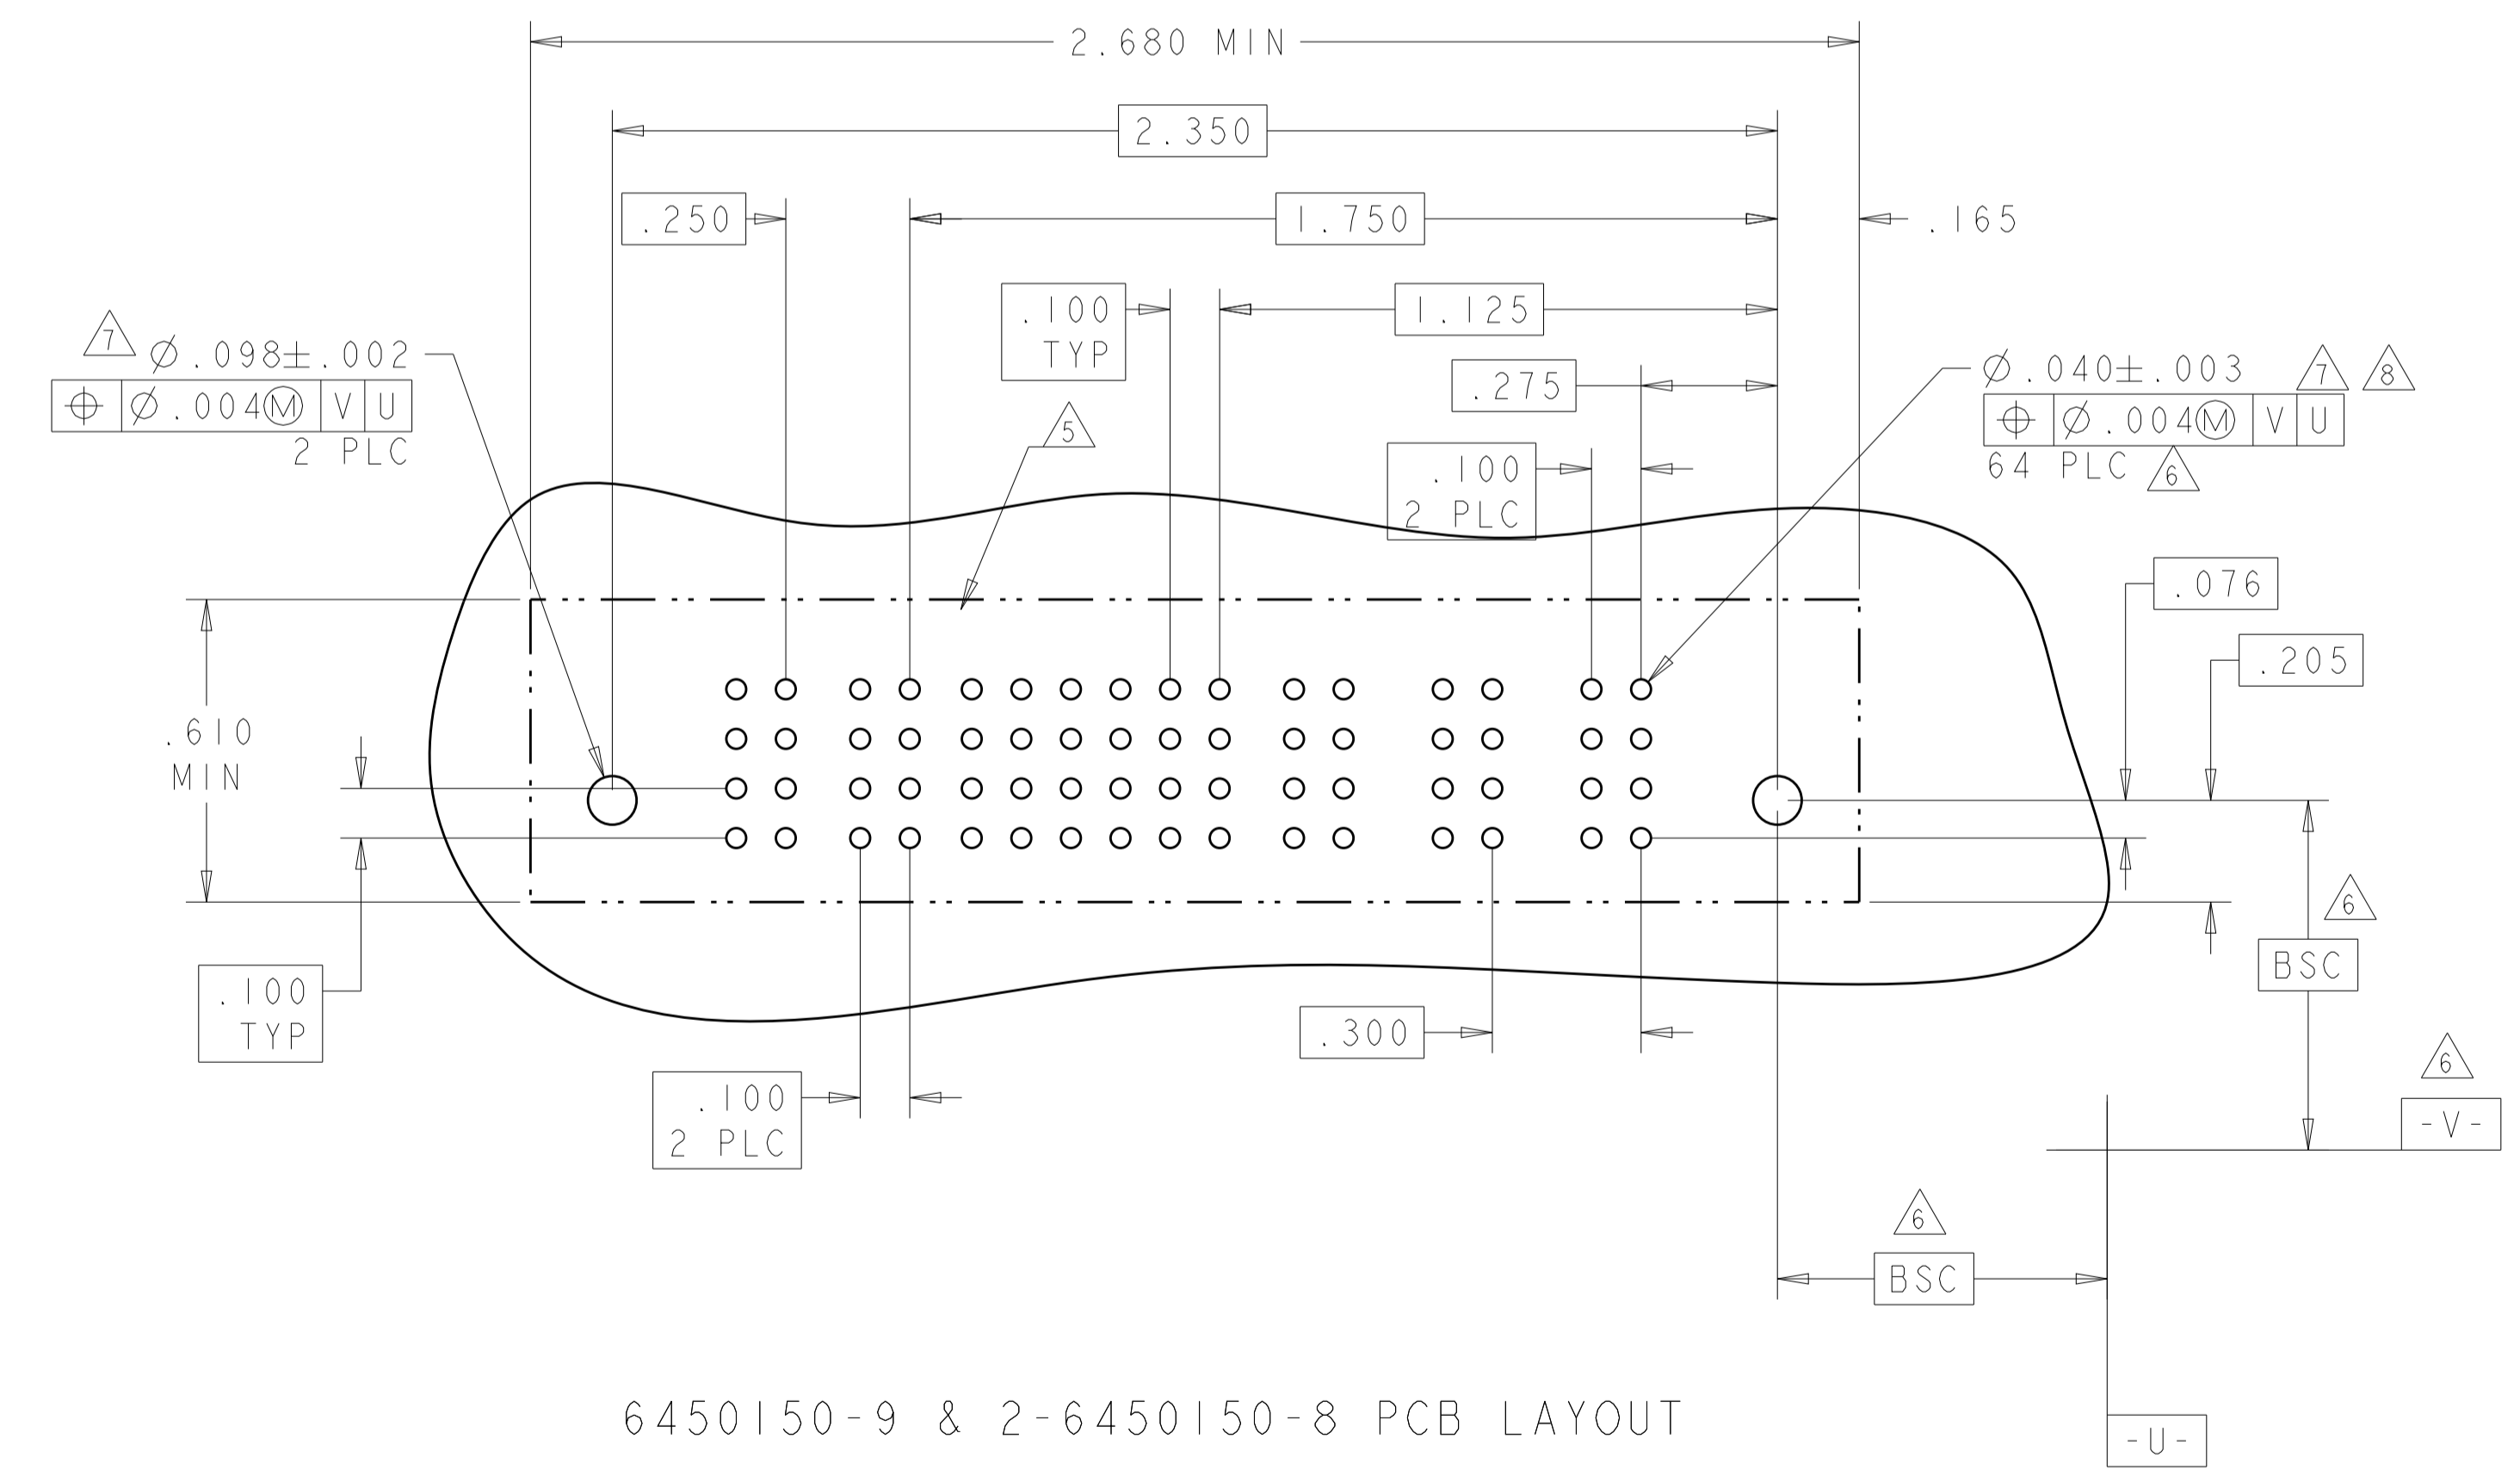 2.680 MIN
2.350
.250
1.750
.165
.100
TYP
1.125
7
⌀.098±.002
⌖ ⌀.004Ⓜ V U
2 PLC
.275
⌀.040±.003 7 8
⌖ ⌀.004Ⓜ V U
64 PLC 6
5
.100
2 PLC
.076
.205
.610
MIN
6
BSC
.100
TYP
.300
6
-V-
.100
2 PLC
6
BSC
6450150-9 & 2-6450150-8 PCB LAYOUT
-U-